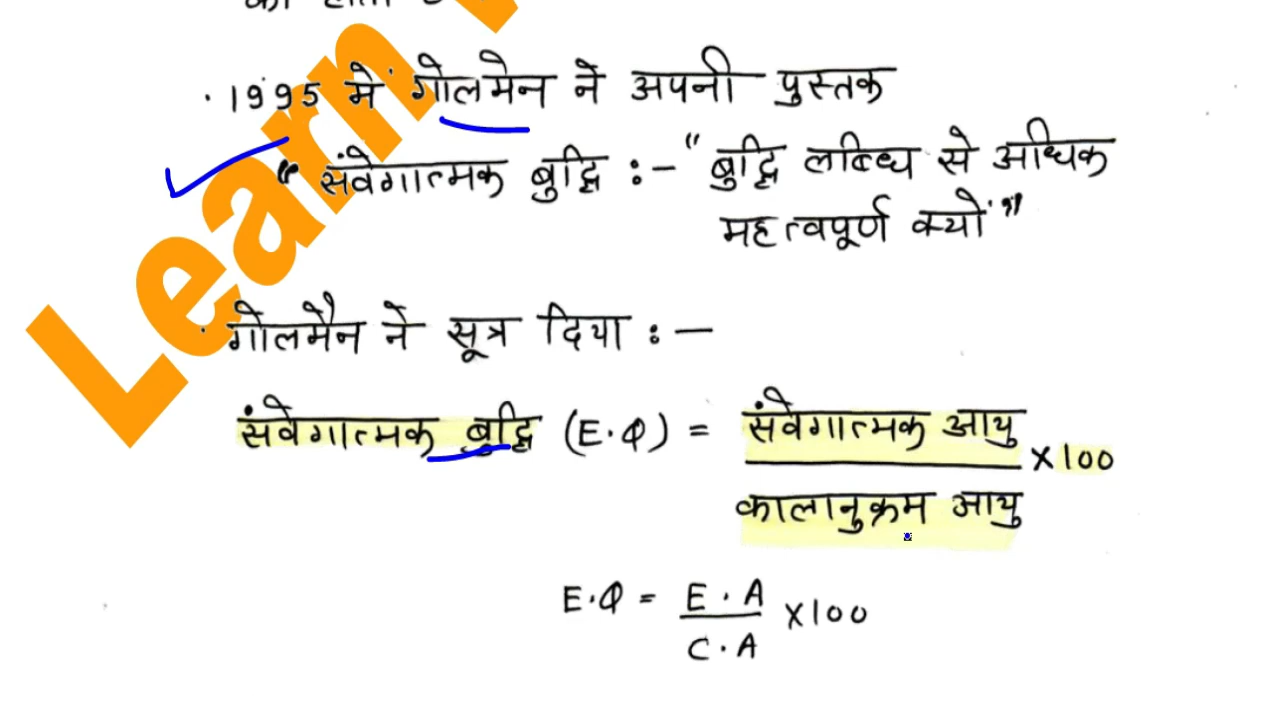 · 1995 में गोलमेन ने अपनी पुस्तक
" संवेगात्मक बुद्धि :- " बुद्धि लब्धि से अधिक
महत्वपूर्ण क्यों "
· गोलमैन ने सूत्र दिया :-
संवेगात्मक बुद्धि (E.Q) = संवेगात्मक आयु
कालानुक्रम आयु
×100
E.Q = E.A
C.A
×100
Learn